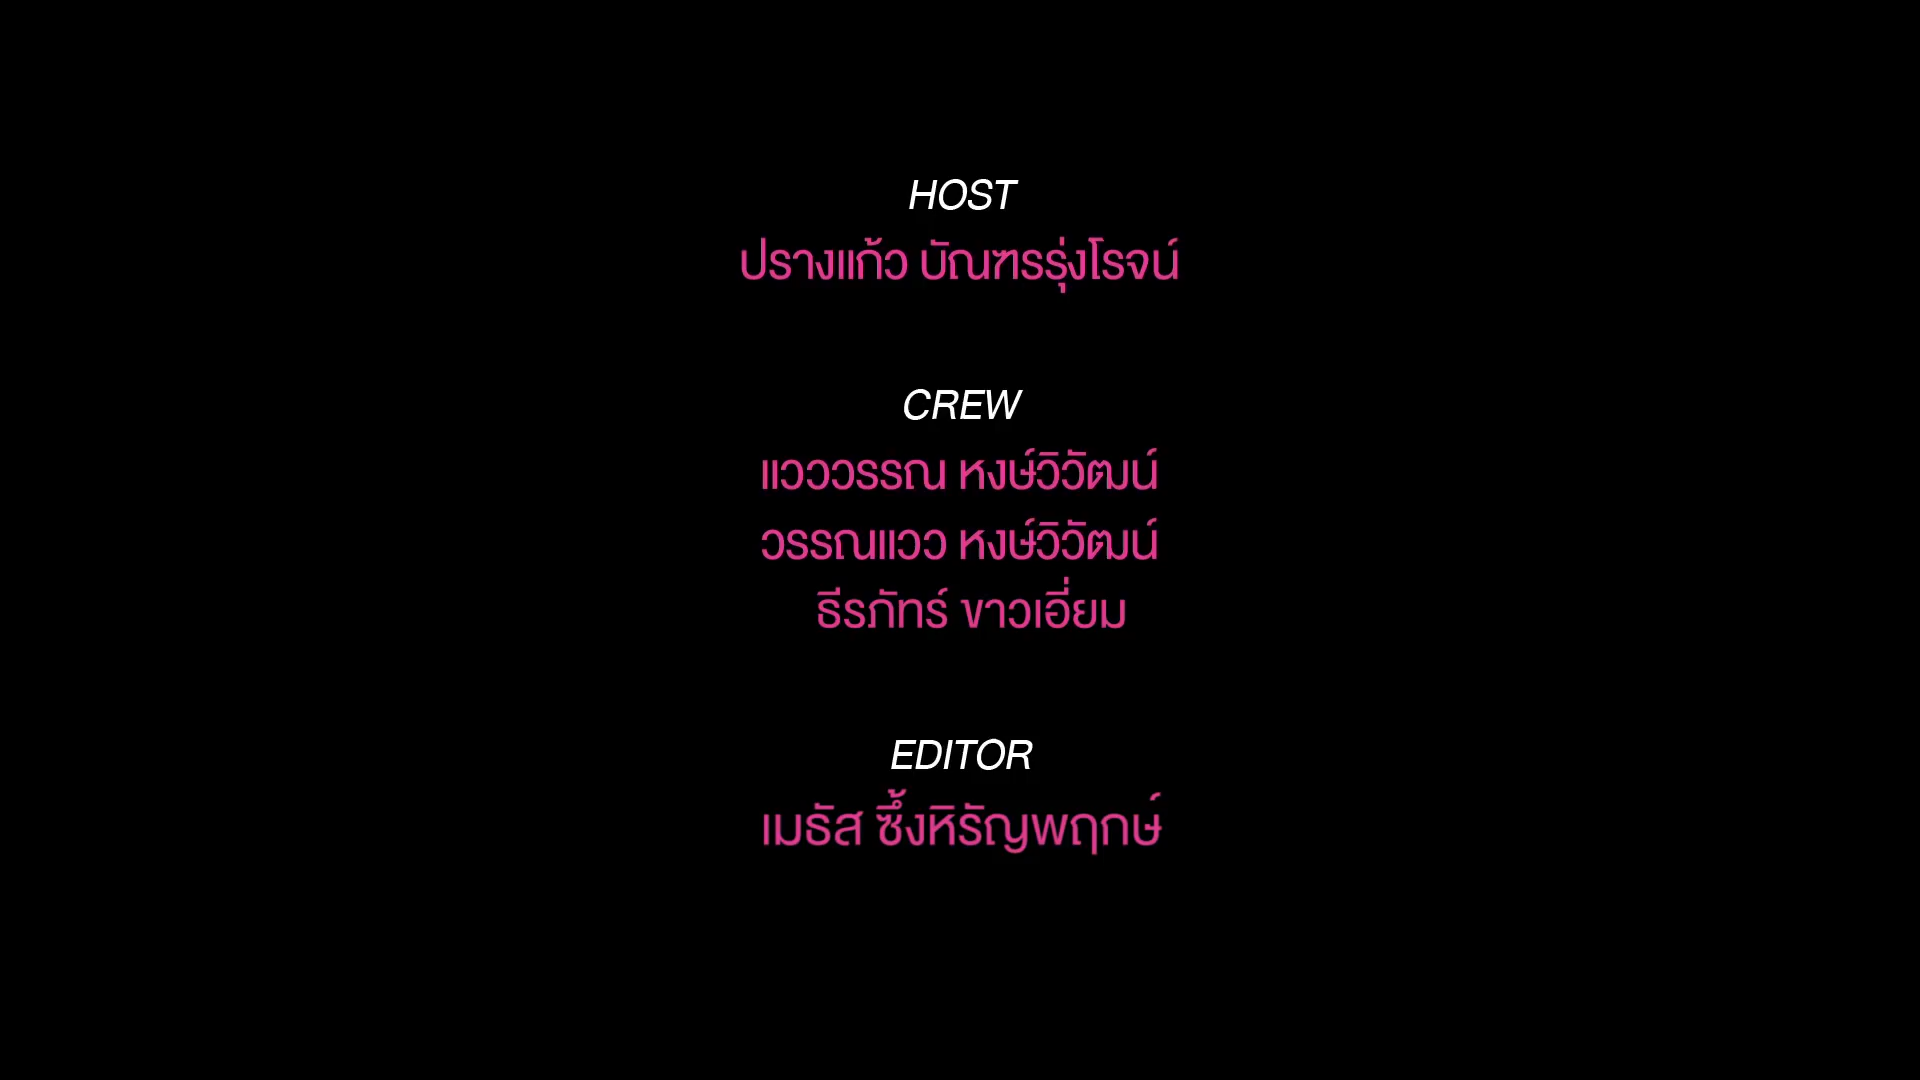 HOST
ปรางแก้ว บัณฑรรุ่งโรจน์
CREW
แวววรรณ หงษ์วิวัฒน์
วรรณแวว หงษ์วิวัฒน์
ธีรภัทร์ ขาวเอี่ยม
EDITOR
เมธัส ซึ้งหิรัญพฤกษ์